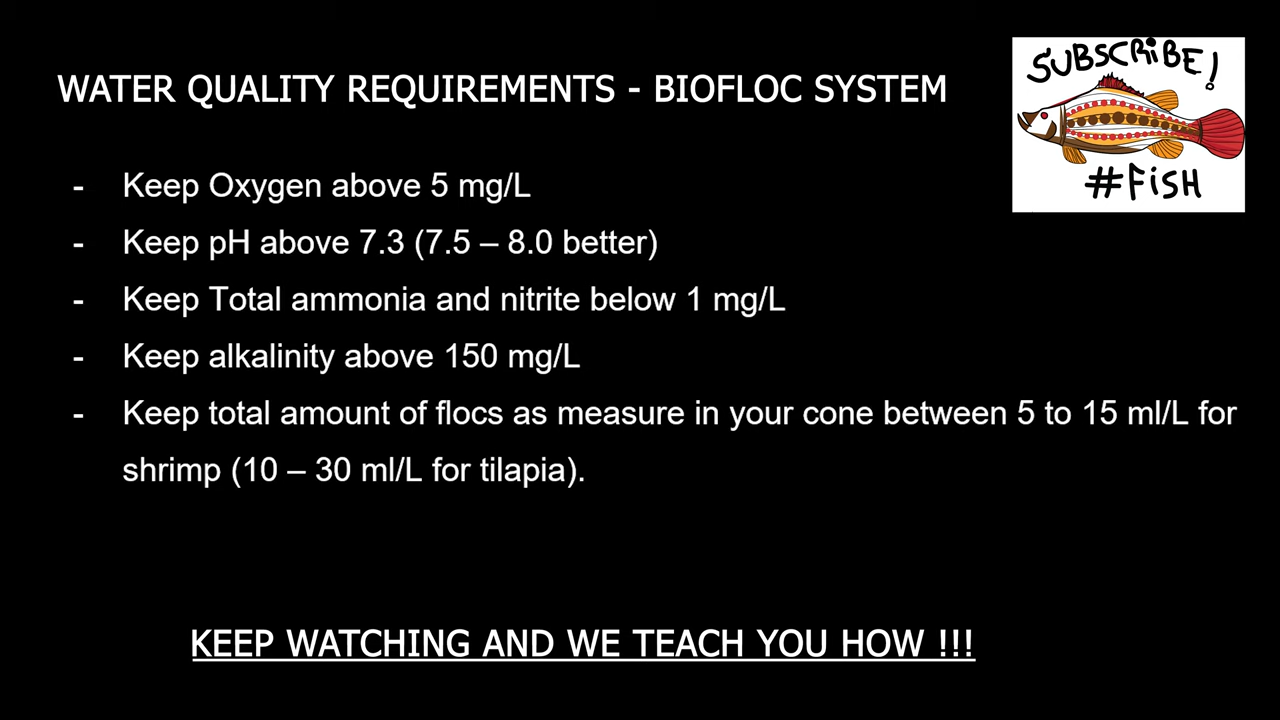 SUBSCRIBE!
WATER QUALITY REQUIREMENTS - BIOFLOC SYSTEM
#FISH
- Keep Oxygen above 5 mg/L
- Keep pH above 7.3 (7.5 – 8.0 better)
- Keep Total ammonia and nitrite below 1 mg/L
- Keep alkalinity above 150 mg/L
- Keep total amount of flocs as measure in your cone between 5 to 15 ml/L for
shrimp (10 – 30 ml/L for tilapia).
KEEP WATCHING AND WE TEACH YOU HOW !!!